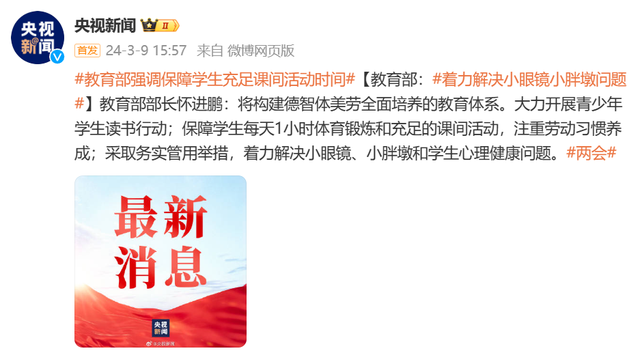 央视
新闻
央视新闻 II
首发 24-3-9 15:57 来自 微博网页版
#教育部强调保障学生充足课间活动时间#【教育部：#着力解决小眼镜小胖墩问题
#】教育部部长怀进鹏：将构建德智体美劳全面培养的教育体系。大力开展青少年
学生读书行动；保障学生每天1小时体育锻炼和充足的课间活动，注重劳动习惯养
成；采取务实管用举措，着力解决小眼镜、小胖墩和学生心理健康问题。#两会#
最新
消息
央视
新闻
@央视新闻